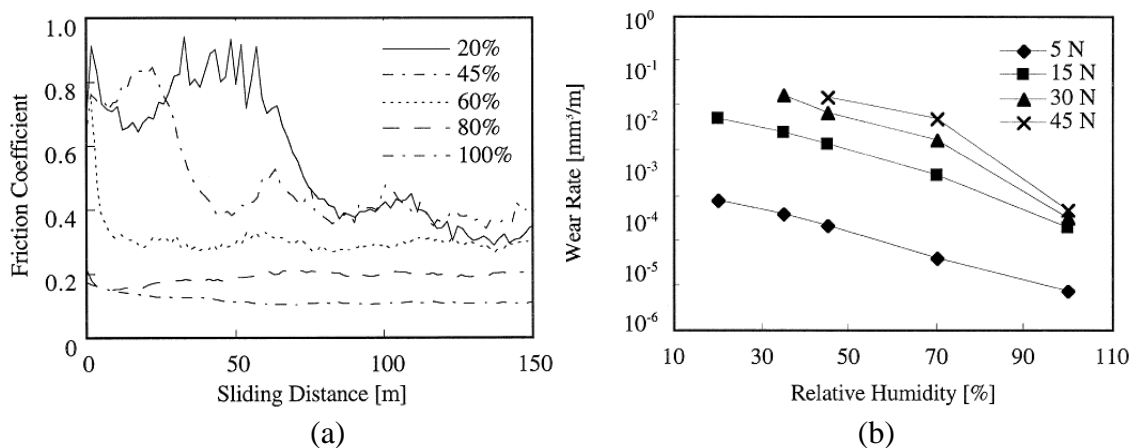 1.0
0.8
0.6
0.4
0.2
0
Friction Coefficient
20%
45%
60%
80%
100%
0
50
100
150
Sliding Distance [m]
(a)
10⁰
10⁻¹
10⁻²
10⁻³
10⁻⁴
10⁻⁵
10⁻⁶
Wear Rate [mm³/m]
5 N
15 N
30 N
45 N
10
30
50
70
90
110
Relative Humidity [%]
(b)